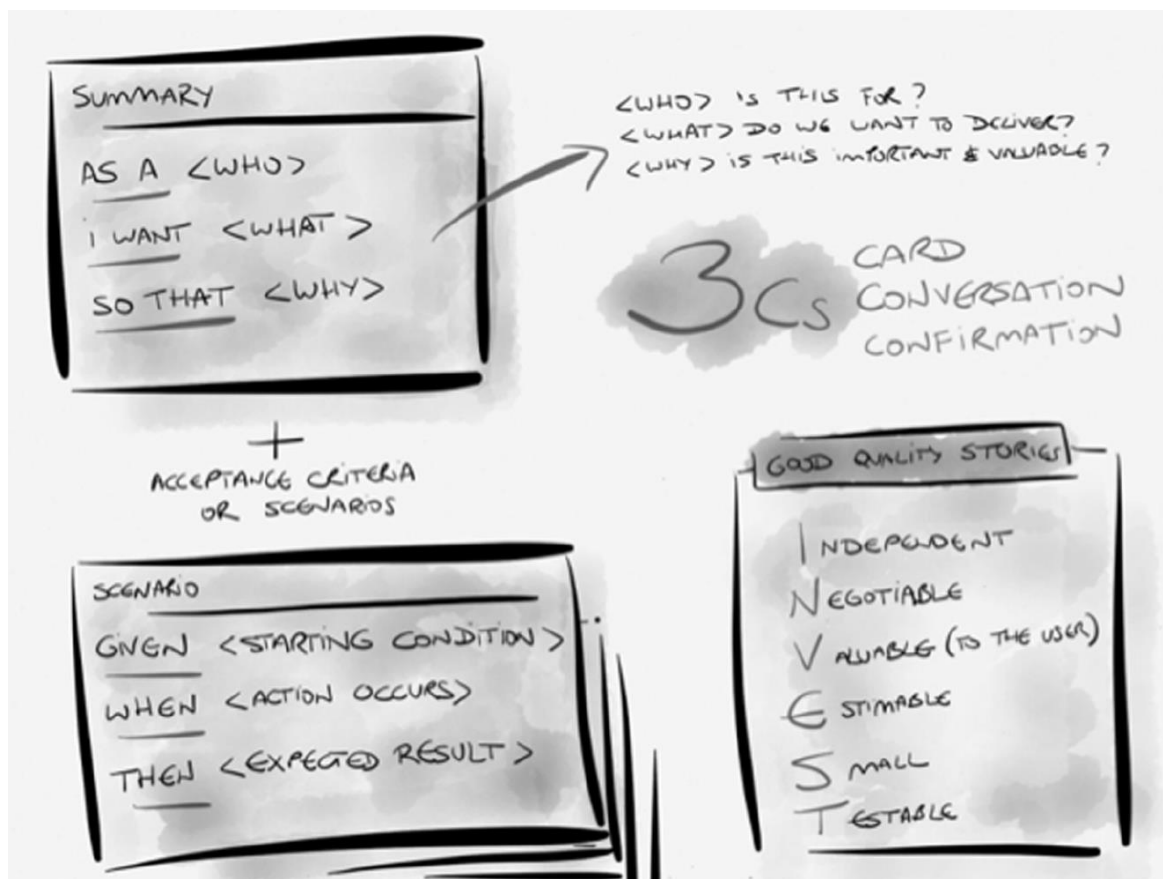 SUMMARY
AS A <WHO>
I WANT <WHAT>
SO THAT <WHY>
<WHO> IS THIS FOR?
<WHAT> DO WE WANT TO DELIVER?
<WHY> IS THIS IMPORTANT & VALUABLE?
3Cs
CARD
CONVERSATION
CONFIRMATION
+
ACCEPTANCE CRITERIA
OR SCENARIOS
SCENARIO
GIVEN <STARTING CONDITION>
WHEN <ACTION OCCURS>
THEN <EXPECTED RESULT>
GOOD QUALITY STORIES
INDEPENDENT
NEGOTIABLE
VALUABLE (TO THE USER)
ESTIMABLE
SMALL
TESTABLE